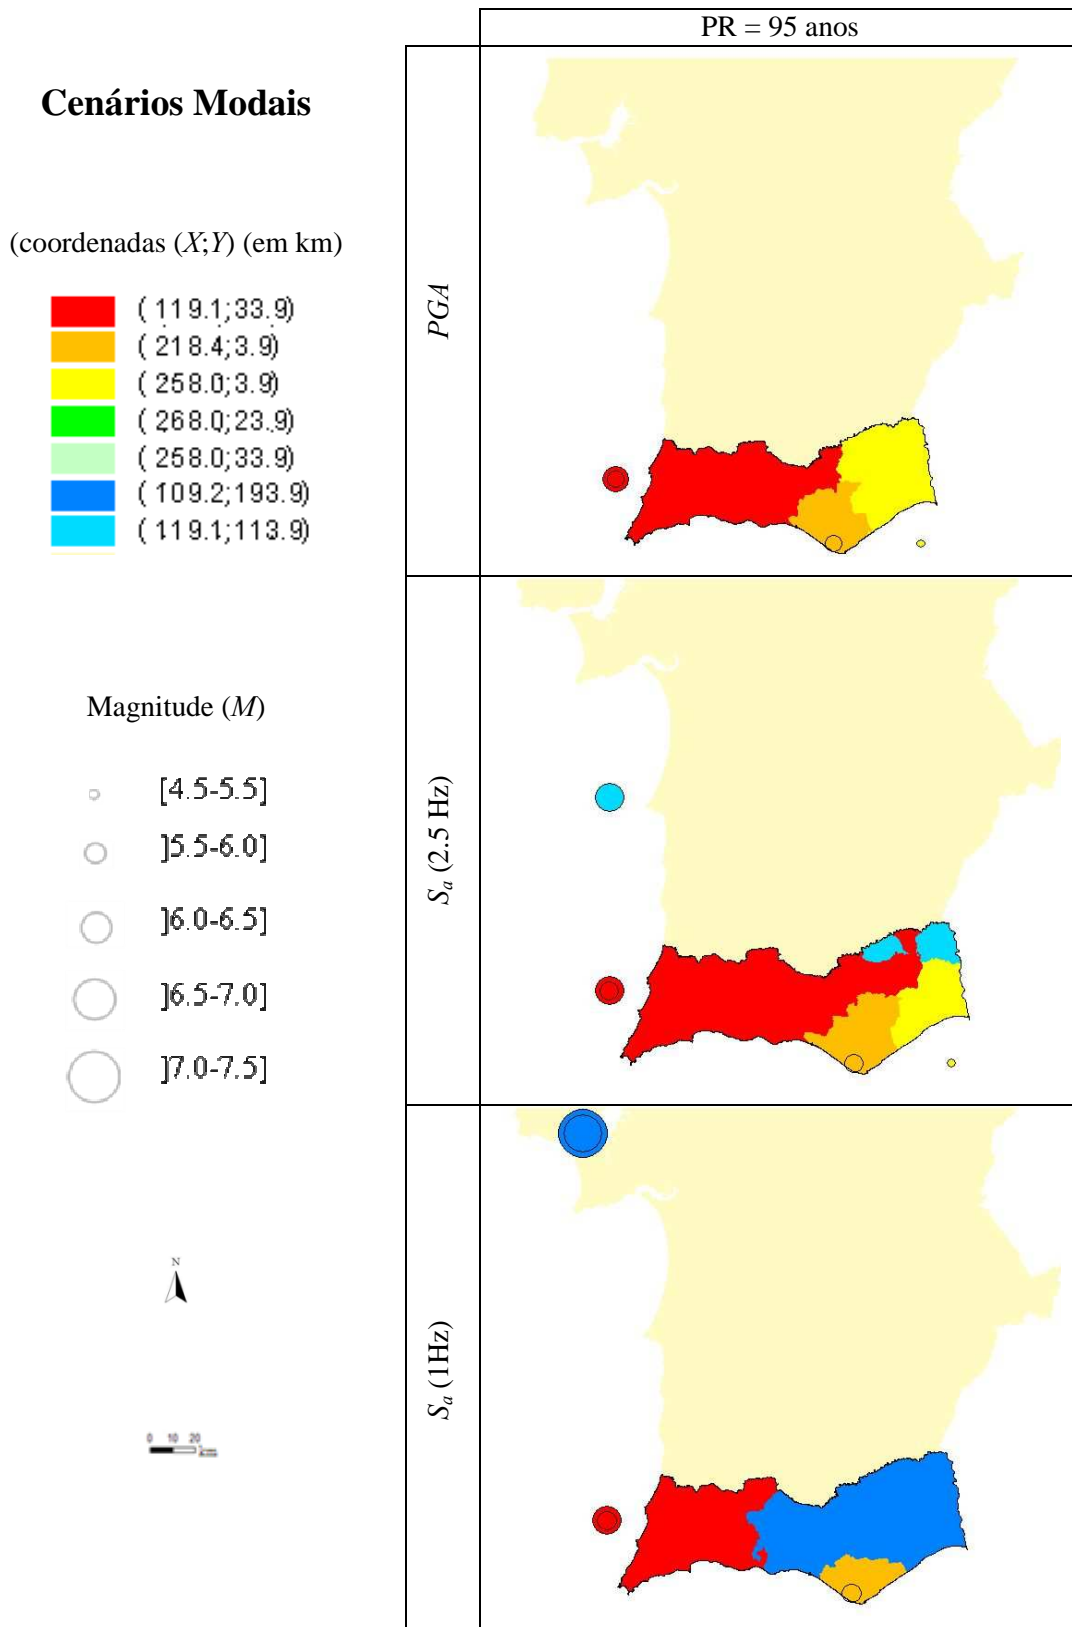 PR = 95 anos
Cenários Modais
(coordenadas (X;Y) (em km)
( 119.1;33.9)
( 218.4;3.9)
( 258.0;3.9)
( 268.0;23.9)
( 258.0;33.9)
( 109.2;193.9)
( 119.1;113.9)
PGA
Magnitude (M)
[4.5-5.5]
]5.5-6.0]
]6.0-6.5]
]6.5-7.0]
]7.0-7.5]
Sa (2.5 Hz)
N
0 10 20
km
Sa (1Hz)